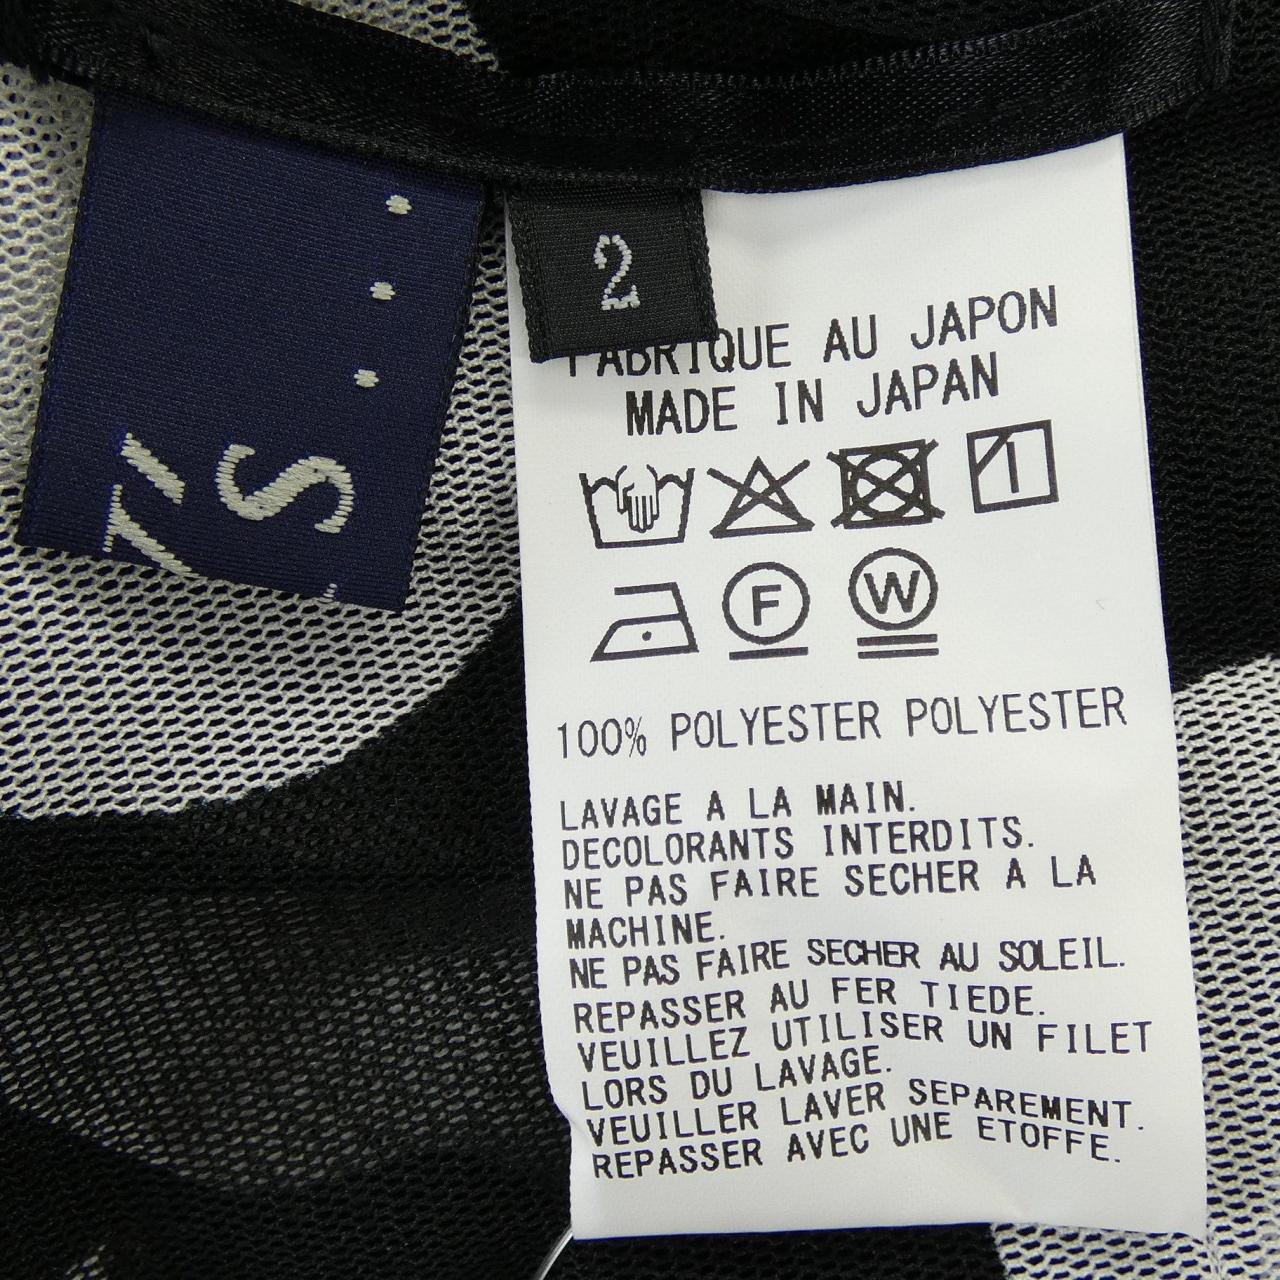 2
FABRIQUE AU JAPON
MADE IN JAPAN
F W
100% POLYESTER POLYESTER
LAVAGE A LA MAIN.
DECOLORANTS INTERDITS.
NE PAS FAIRE SECHER A LA
MACHINE.
NE PAS FAIRE SECHER AU SOLEIL.
REPASSER AU FER TIEDE.
VEUILLEZ UTILISER UN FILET
LORS DU LAVAGE.
VEUILLER LAVER SEPAREMENT.
REPASSER AVEC UNE ETOFFE.